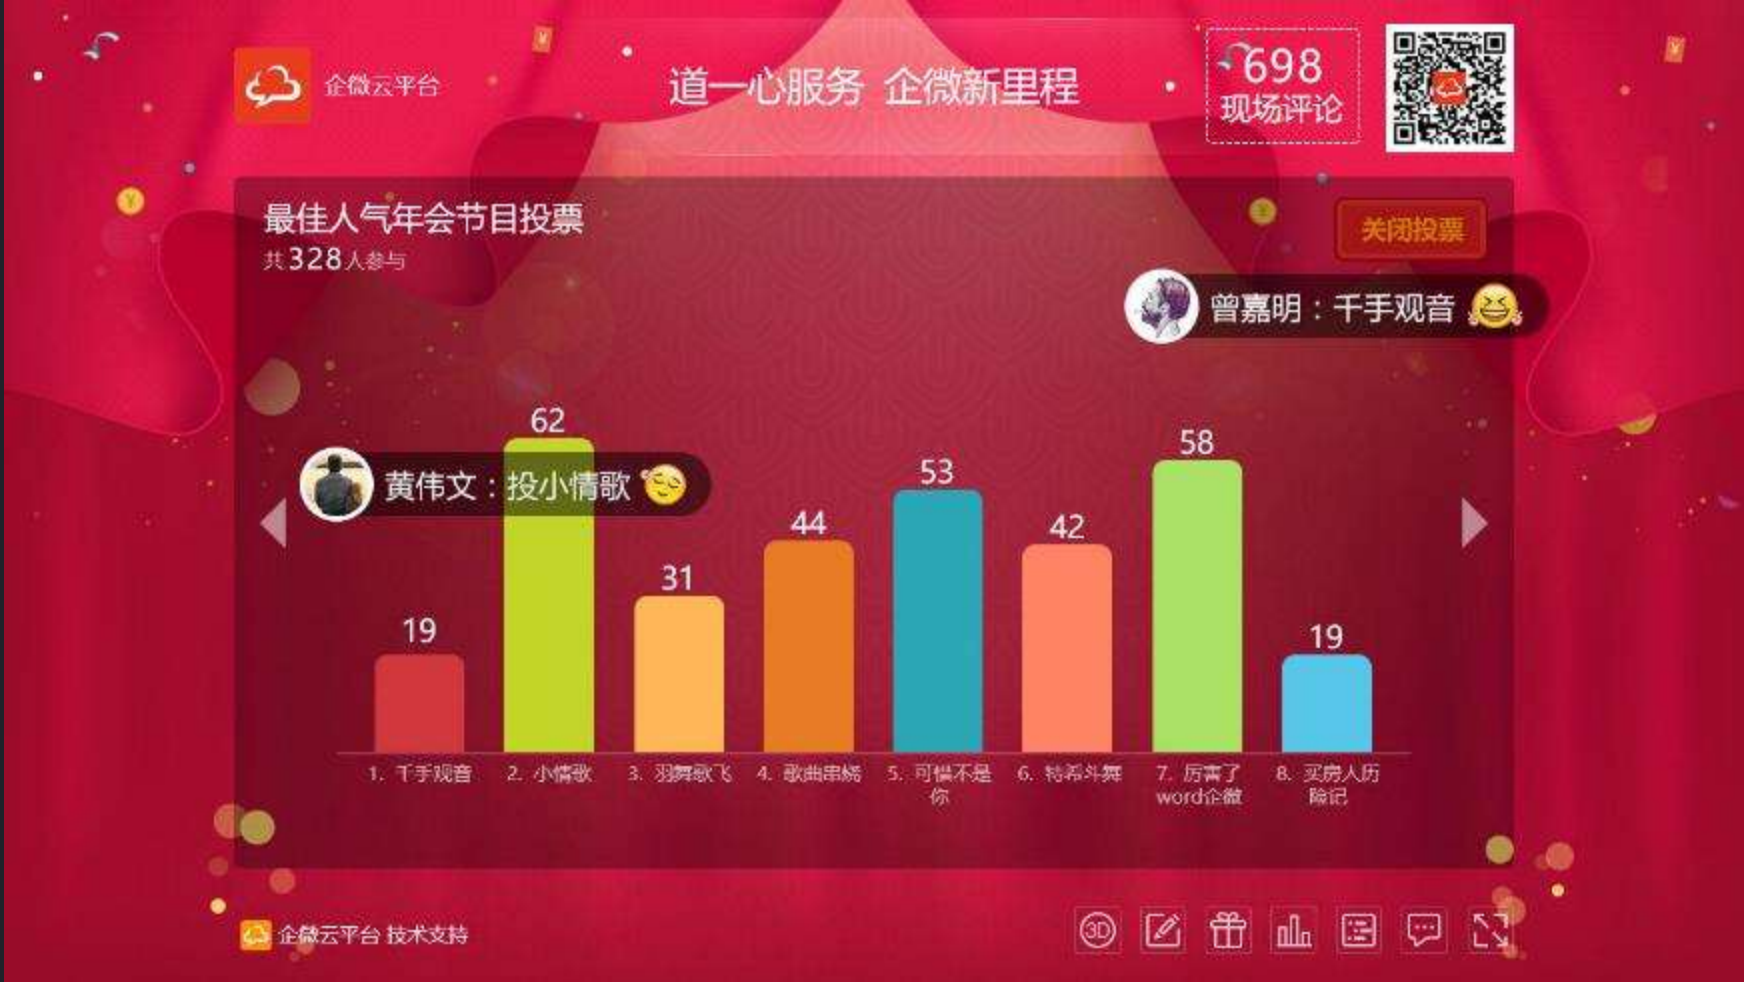 企微云平台
道一心服务 企微新里程
698
现场评论
最佳人气年会节目投票
共328人参与
关闭投票
曾嘉明：千手观音
黄伟文：投小情歌
19
62
31
44
53
42
58
19
1. 千手观音
2. 小情歌
3. 羽舞歌飞
4. 歌曲串烧
5. 可惜不是
你
6. 特希斗舞
7. 厉害了
word企微
8. 买房人历
险记
企微云平台 技术支持
3D